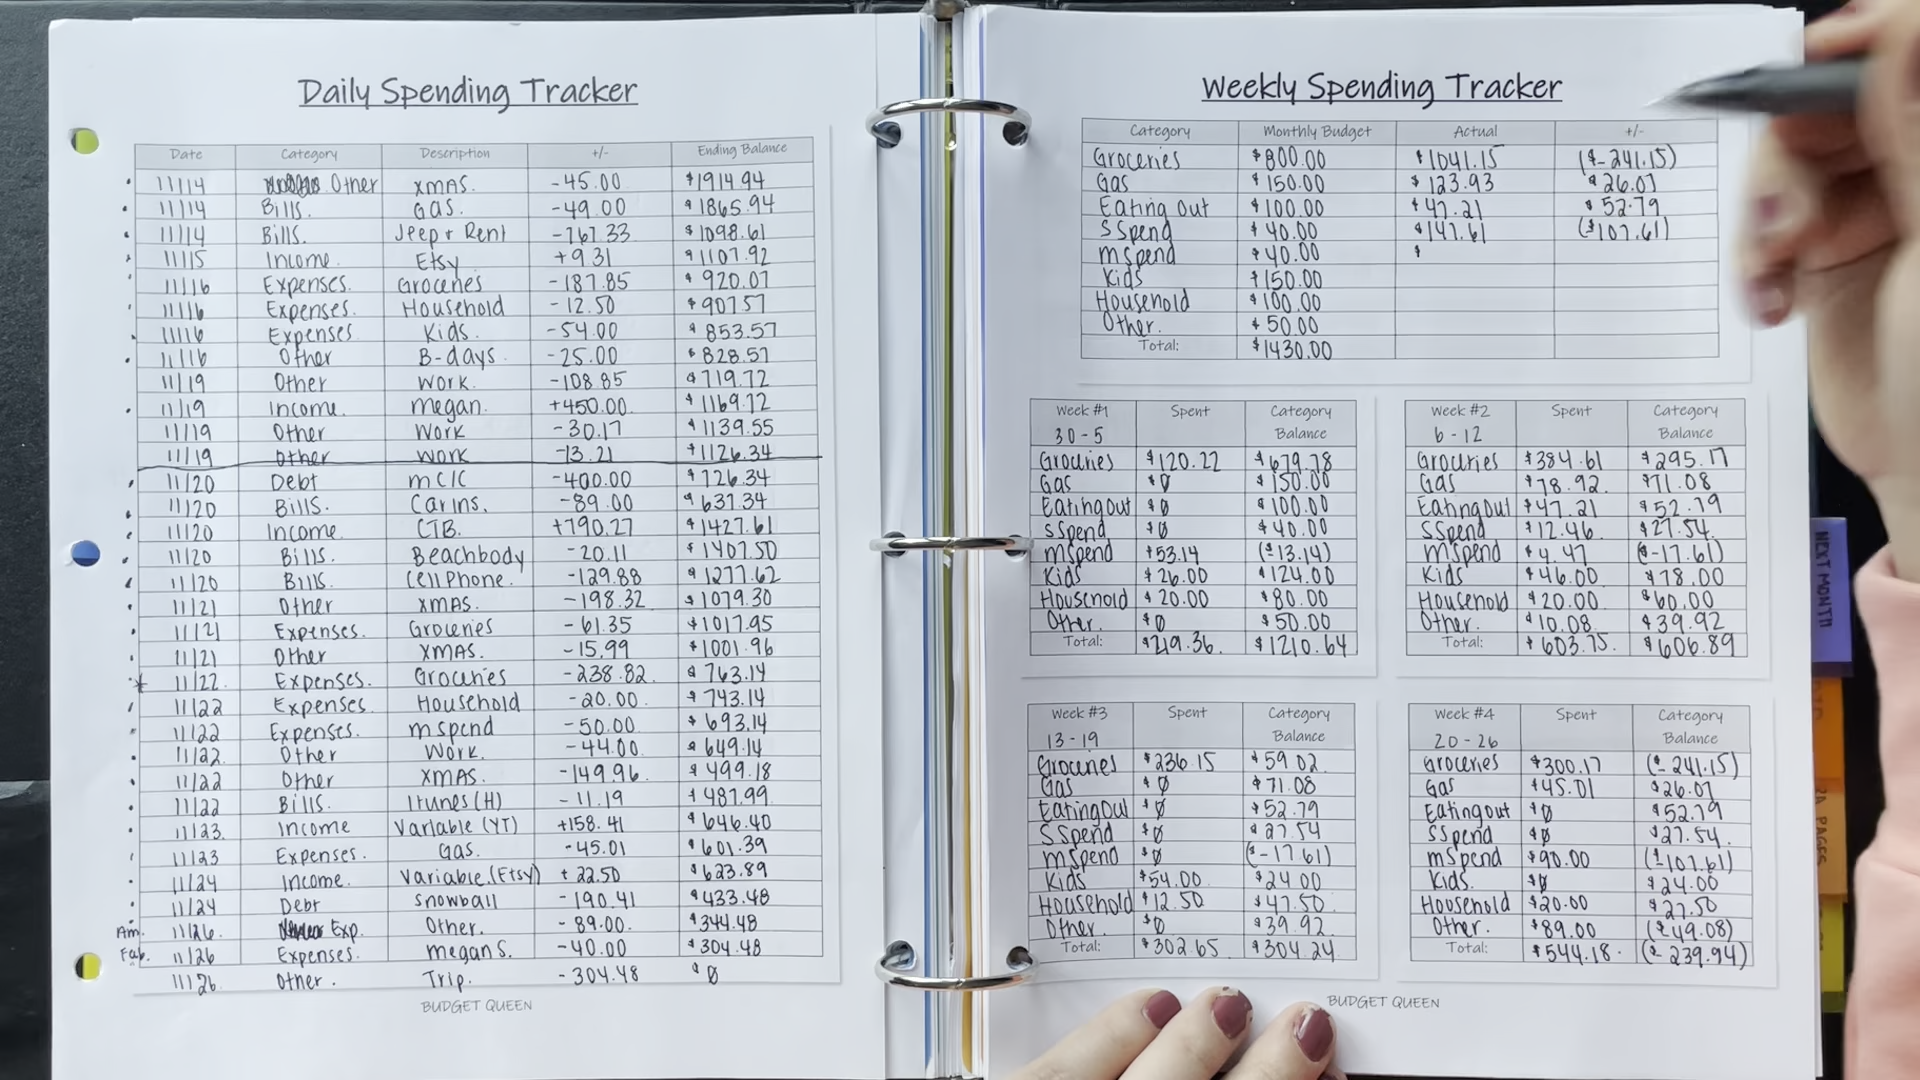 Daily Spending Tracker
Date Category Description +/- Ending Balance
11/14 Other XMAS. -45.00 $1914.94
11/14 Bills. Gas. -49.00 $1865.94
11/14 Bills. Jeep + Rent -767.33 $1098.61
11/15 Income. Etsy +9.31 $1107.92
11/16 Expenses. Groceries -187.85 $920.07
11/16 Expenses. Household -12.50 $907.57
11/16 Expenses Kids. -54.00 $853.57
11/16 Other B-days. -25.00 $828.57
11/19 Other Work. -108.85 $719.72
11/19 Income. megan. +450.00. $1169.72
11/19 Other Work -30.17 $1139.55
11/19 Other Work -13.21 $1126.34
11/20 Debt mC1C -400.00 $726.34
11/20 Bills. Car ins. -89.00 $637.34
11/20 Income CTB. +790.27 $1427.61
11/20 Bills Beachbody -20.11 $1407.50
11/20 Bills. Cell Phone. -129.88 $1277.62
11/21 Other XMAS. -198.32 $1079.30
11/21 Expenses. Groceries -61.35 $1017.95
11/21 Other XMAS. -15.99 $1001.96
* 11/22. Expenses. Groceries -238.82. $763.14
11/22 Expenses. Household -20.00. $743.14
11/22 Expenses. mspend -50.00 $693.14
11/22. Other Work. -44.00. $649.14
11/22 Other XMAS. -149.96. $499.18
11/22 Bills Itunes (H) -11.19 $487.99
11/23. Income Variable (YT) +158.41 $646.40
11/23 Expenses. Gas. -45.01 $601.39
11/24 Income. Variable (Etsy) +22.50 $623.89
11/24 Debt Snowball -190.41 $433.48
Am. 11/26. Exp. Other. -89.00. $344.48
Fab. 11/26 Expenses. megan S. -40.00 $304.48
11/26. Other. Trip. -304.48 $0
BUDGET QUEEN
Weekly Spending Tracker
Category Monthly Budget Actual +/-
Groceries $800.00 $1041.15 ($-241.15)
Gas $150.00 $123.93 $26.07
Eating Out $100.00 $47.21 $52.79
S Spend $40.00 $147.61 ($107.61)
mspend $40.00 $
Kids $150.00
Household $100.00
Other. $50.00
Total: $1430.00
Week #1 Spent Category Balance
30-5
Groceries $120.22 $679.78
Gas $0 $150.00
Eating out $0 $100.00
S Spend $0 $40.00
mspend $53.14 ($13.14)
Kids $26.00 $124.00
Household $20.00 $80.00
Other. $0 $50.00
Total: $219.36. $1210.64
Week #2 Spent Category Balance
6-12
Groceries $384.61 $295.17
Gas $78.92. $71.08
Eating out $47.21 $52.79
S Spend $12.46 $27.54.
mspend $4.47 ($-17.61)
Kids $46.00 $78.00
Household $20.00 $60.00
Other. $10.08 $39.92
Total: $603.75. $606.89
Week #3 Spent Category Balance
13-19
Groceries $236.15 $59.02
Gas $0 $71.08
Eating Out $0 $52.79
S Spend $0 $27.54
mspend $0 ($-17.61)
Kids $54.00 $24.00
Household $12.50 $47.50
Other. $0 $39.92
Total: $302.65 $304.24
Week #4 Spent Category Balance
20-26
Groceries $300.17 ($-241.15)
Gas $45.01 $26.07
Eating out $0 $52.79
S Spend $0 $27.54.
mspend $90.00 ($107.61)
Kids. $0 $24.00
Household $20.00 $27.50
Other. $89.00 ($49.08)
Total: $544.18. ($-239.94)
BUDGET QUEEN
NEXT MONTH
PAGES